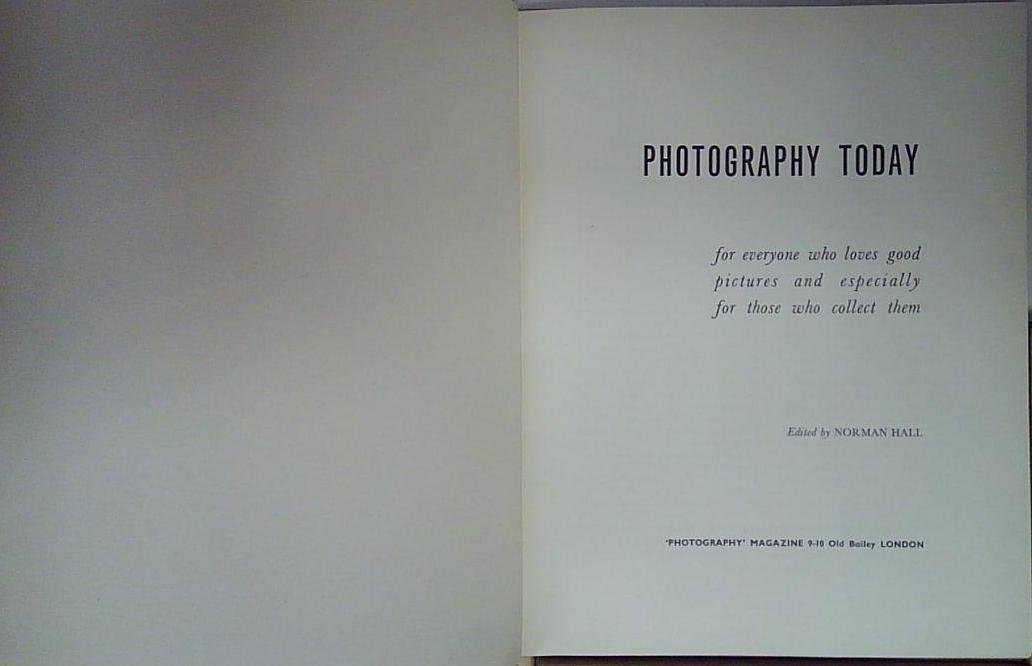 PHOTOGRAPHY TODAY
for everyone who loves good
pictures and especially
for those who collect them
Edited by NORMAN HALL
'PHOTOGRAPHY' MAGAZINE 9-10 Old Bailey LONDON